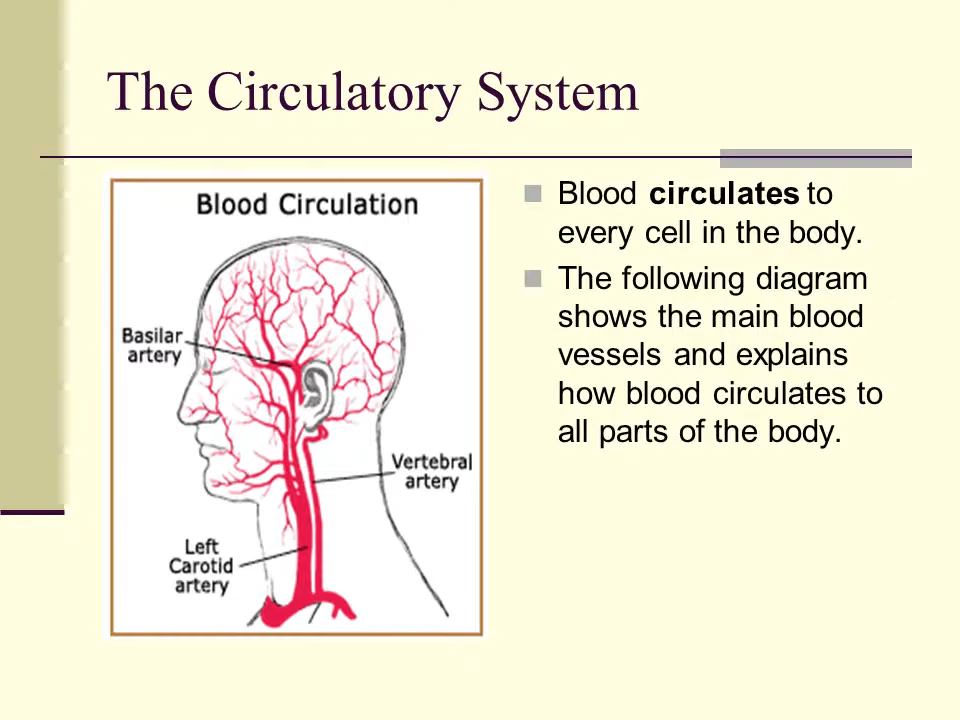 The Circulatory System
Blood Circulation
Basilar
artery
Vertebral
artery
Left
Carotid
artery
Blood circulates to
every cell in the body.
The following diagram
shows the main blood
vessels and explains
how blood circulates to
all parts of the body.